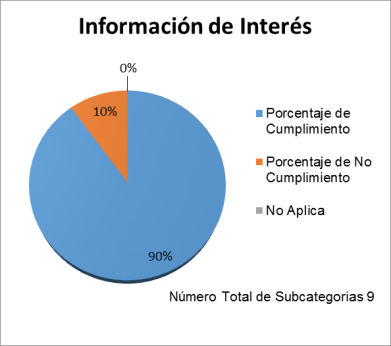 Información de Interés
0%
10%
90%
Porcentaje de
Cumplimiento
Porcentaje de No
Cumplimiento
No Aplica
Número Total de Subcategorias 9